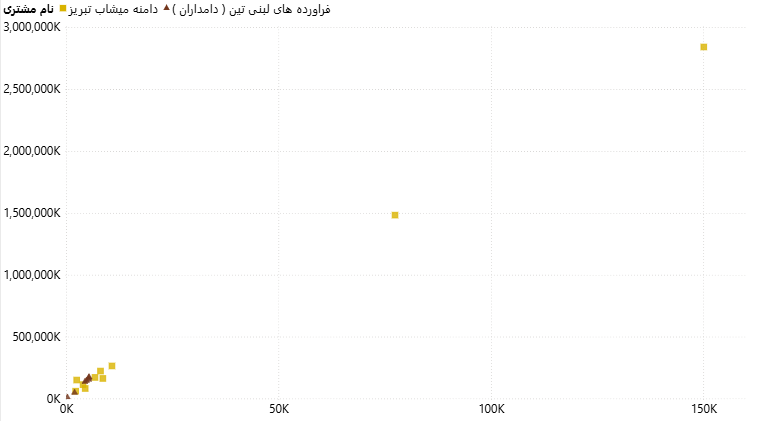 نام مشتری دامنه میشاب تبریز فراورده های لبنی تین ( دامداران )
3,000,000K
2,500,000K
2,000,000K
1,500,000K
1,000,000K
500,000K
0K
0K 50K 100K 150K